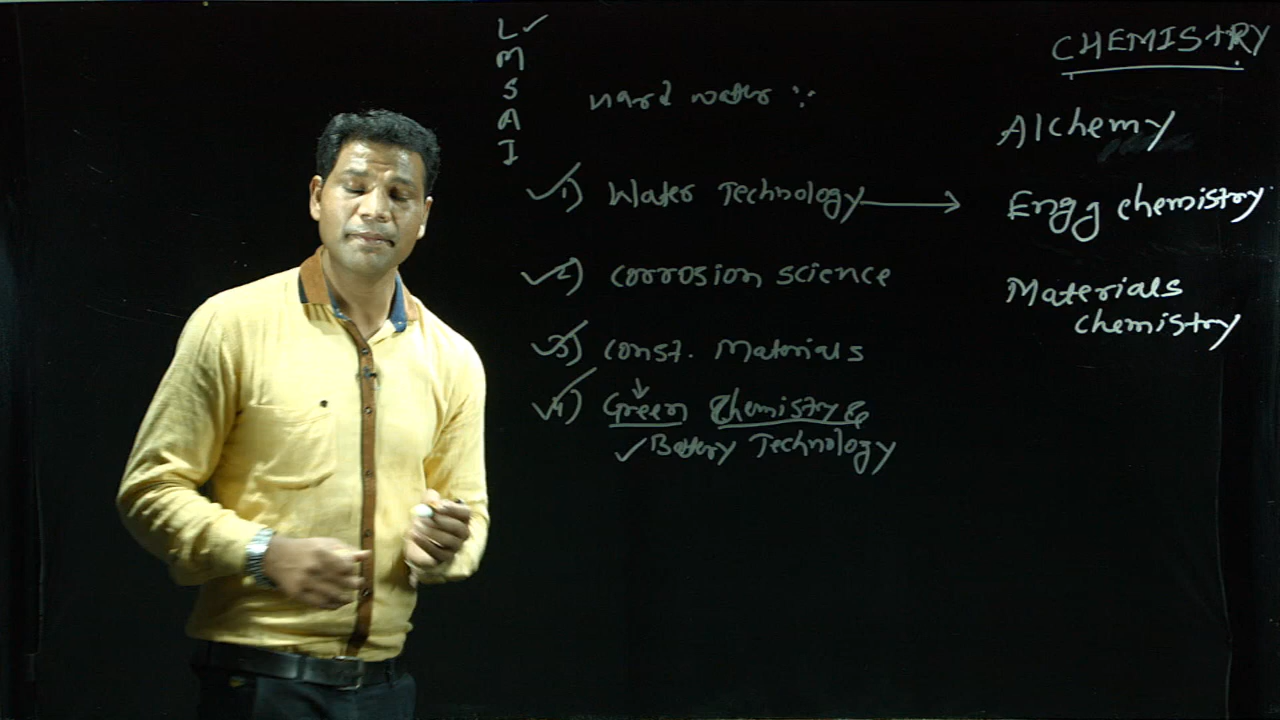 L ✓
M
S
A
I
Hard water :
✓1) Water Technology →
✓2) corrosion science
✓3) const. Materials
✓4) Green chemistry &
✓ Battery Technology
CHEMISTRY
Alchemy
Engg chemistry
Materials
chemistry